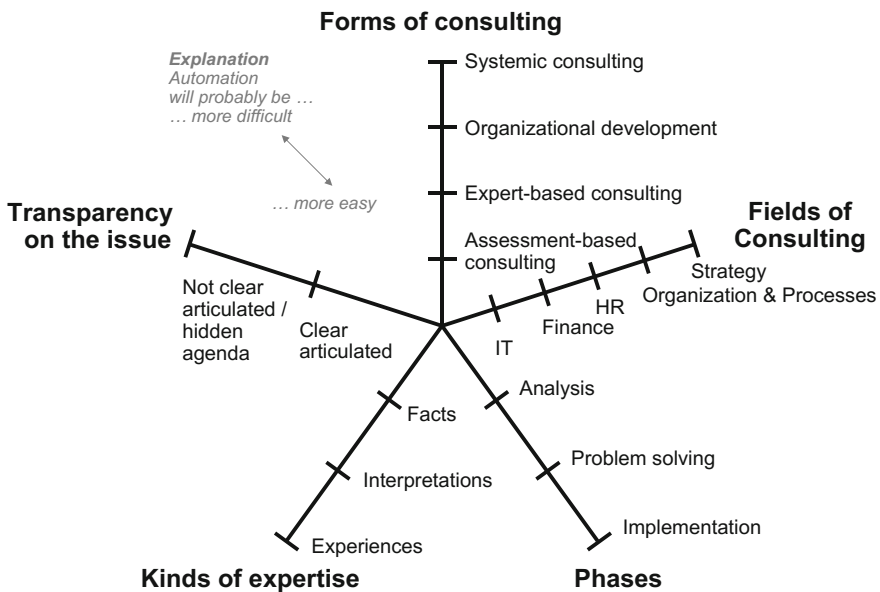 Forms of consulting
Explanation
Automation
will probably be …
… more difficult
… more easy
Systemic consulting
Organizational development
Expert-based consulting
Assessment-based
consulting
Transparency
on the issue
Not clear
articulated /
hidden
agenda
Clear
articulated
Fields of
Consulting
Strategy
Organization & Processes
HR
Finance
IT
Analysis
Problem solving
Implementation
Phases
Facts
Interpretations
Experiences
Kinds of expertise